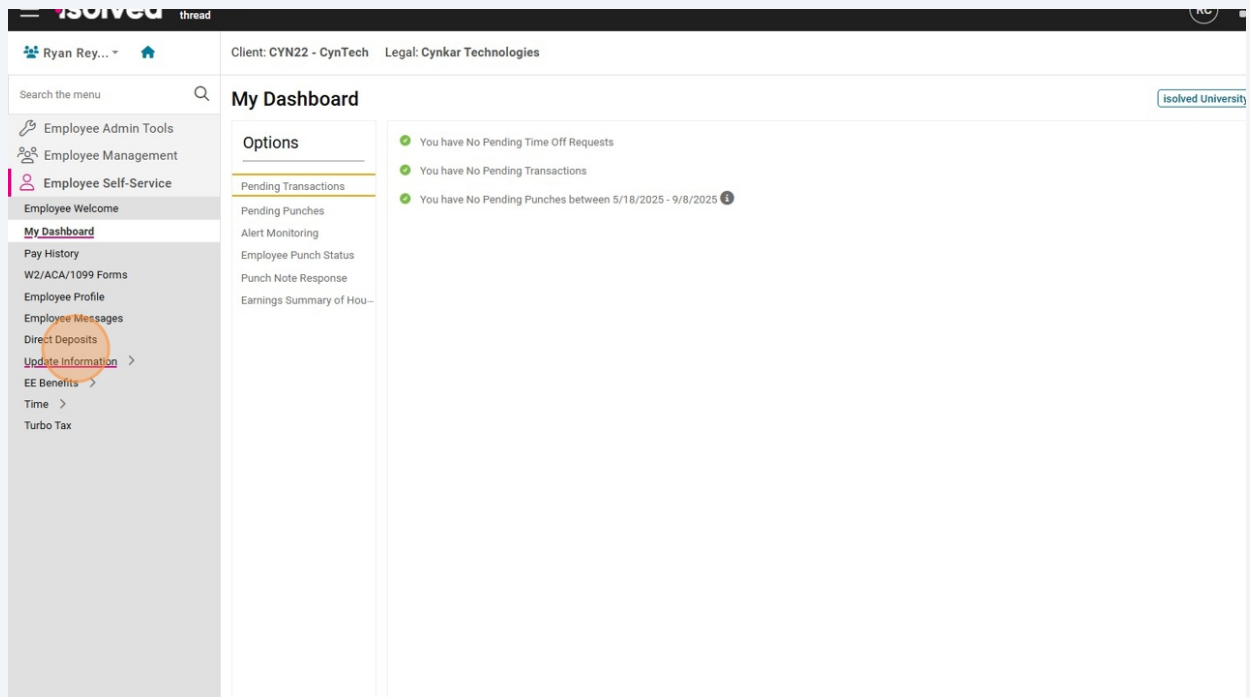 isolved thread
RC
Ryan Rey...
Client: CYN22 - CynTech Legal: Cynkar Technologies
Search the menu
My Dashboard
isolved University
Employee Admin Tools
Employee Management
Employee Self-Service
Employee Welcome
My Dashboard
Pay History
W2/ACA/1099 Forms
Employee Profile
Employee Messages
Direct Deposits
Update Information
EE Benefits
Time
Turbo Tax
Options
Pending Transactions
Pending Punches
Alert Monitoring
Employee Punch Status
Punch Note Response
Earnings Summary of Hou...
You have No Pending Time Off Requests
You have No Pending Transactions
You have No Pending Punches between 5/18/2025 - 9/8/2025